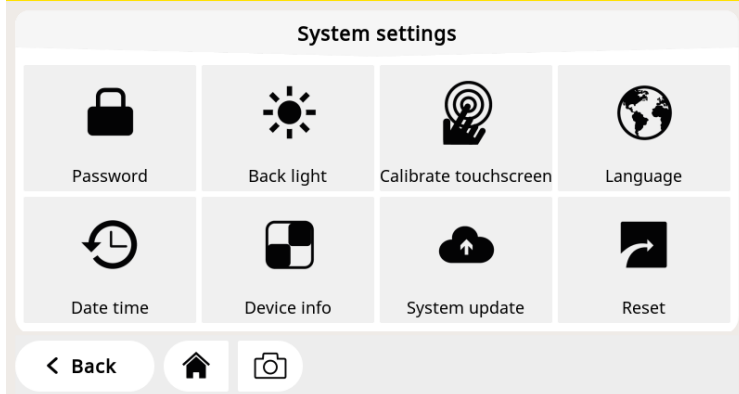 System settings
Password
Back light
Calibrate touchscreen
Language
Date time
Device info
System update
Reset
Back